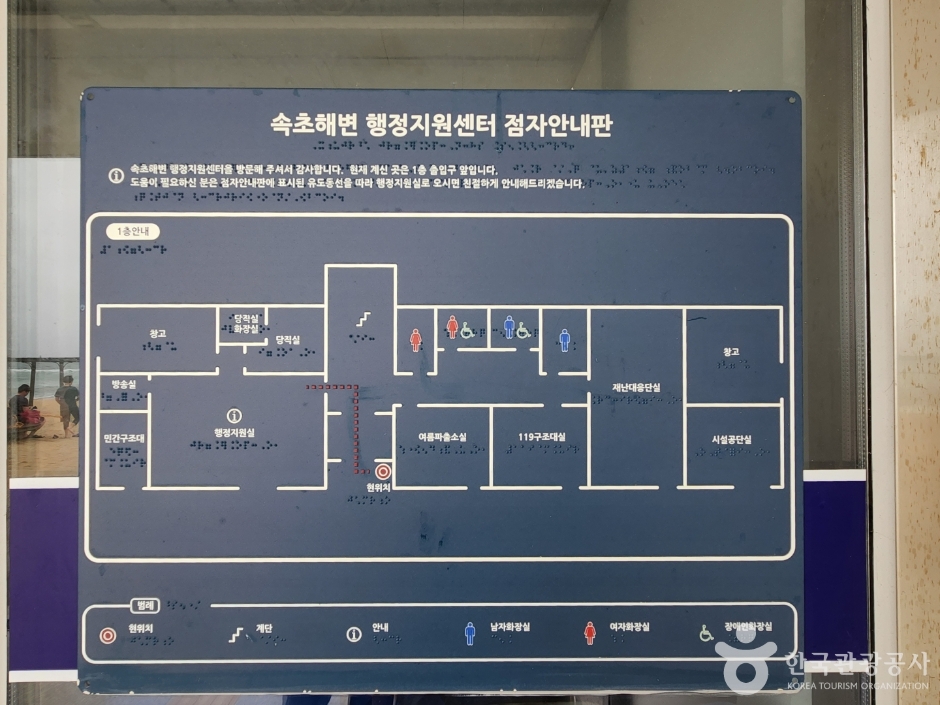 속초해변 행정지원센터 점자안내판
속초해변 행정지원센터를 방문해 주셔서 감사합니다. 현재 계신 곳은 1층 출입구 앞입니다.
도움이 필요하신 분은 점자안내판에 표시된 유도동선을 따라 행정지원실로 오시면 친절하게 안내해드리겠습니다.
1층안내
창고
당직실
화장실
당직실
방송실
행정지원실
민간구조대
현위치
여름파출소실
119구조대실
재난대응단실
창고
시설공단실
범례
현위치
계단
안내
남자화장실
여자화장실
장애인화장실
한국관광공사
KOREA TOURISM ORGANIZATION